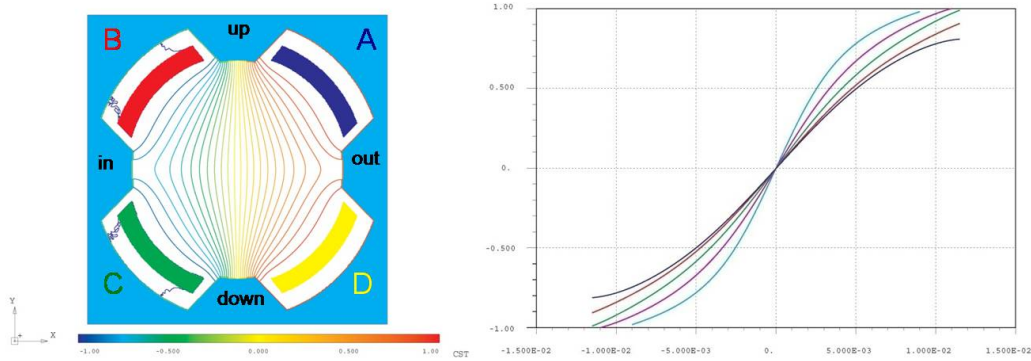 up
B
A
in
out
C
D
down
Y
X
-1.00
-0.500
0.000
0.500
1.00
CST
1.00
0.500
0.
-0.500
-1.00
-1.500E-02
-1.000E-02
-5.000E-03
0.
5.000E-03
1.000E-02
1.500E-02